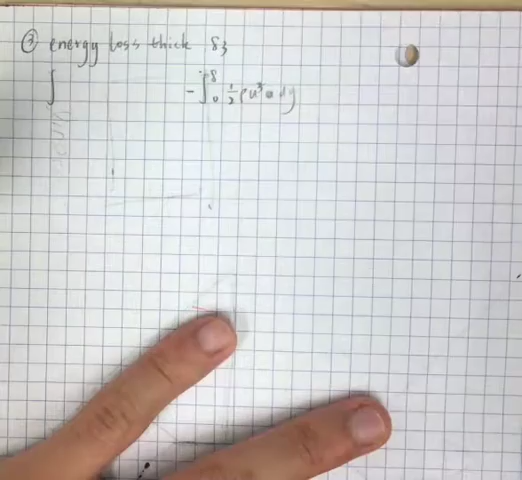 ③ energy loss thick δ₃
∫ - ∫₀^δ ½ρu³ dy